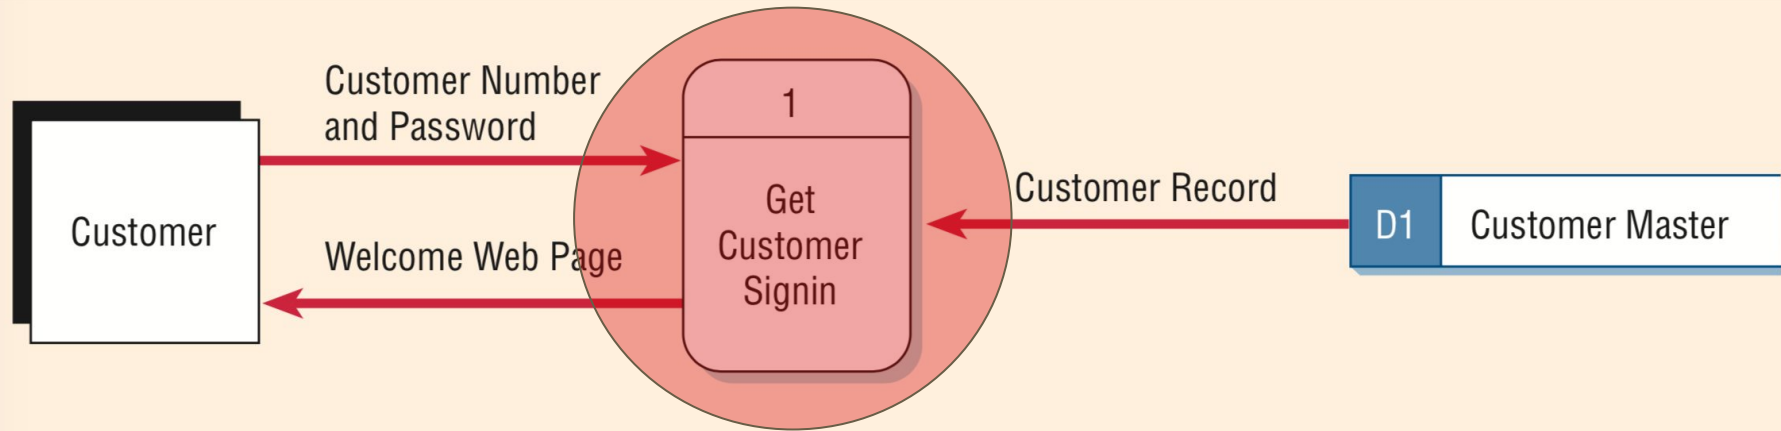 Customer
Customer Number
and Password
Welcome Web Page
1
Get
Customer
Signin
Customer Record
D1
Customer Master